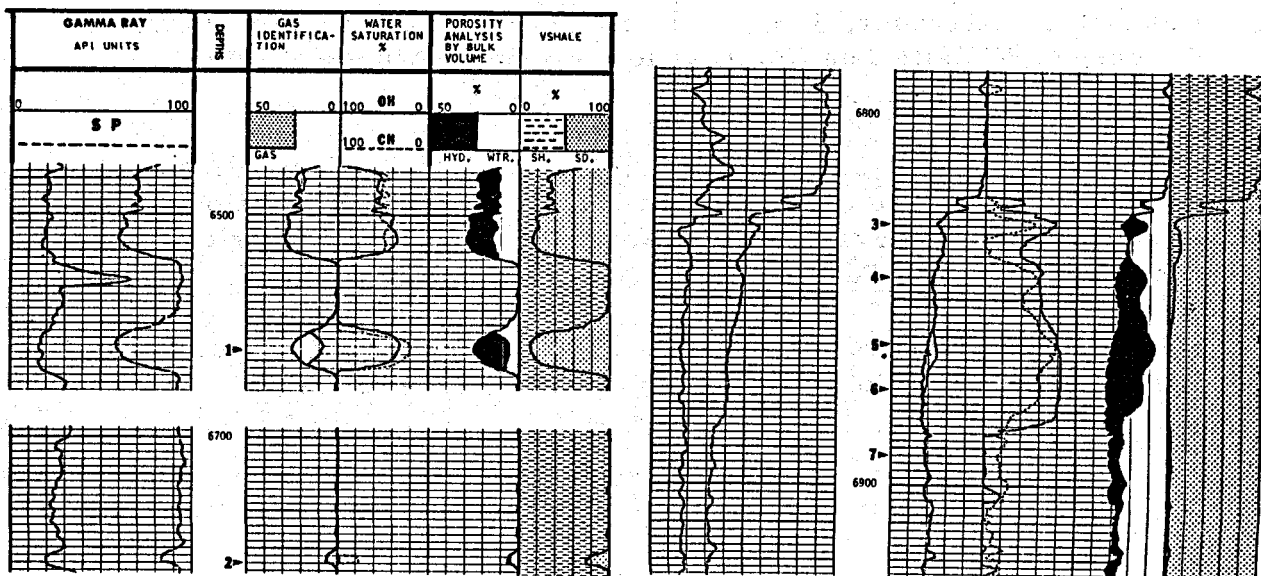 GAMMA RAY
API UNITS
DEPTHS
GAS
IDENTIFICA-
TION
WATER
SATURATION
%
POROSITY
ANALYSIS
BY BULK
VOLUME
VSHALE
0 100
50 0
100 OH 0
%
50 0
%
0 100
SP
100 CH 0
GAS
HYD. WTR.
SH. SD.
6500
1
6700
2
6800
3
4
5
6
7
6900